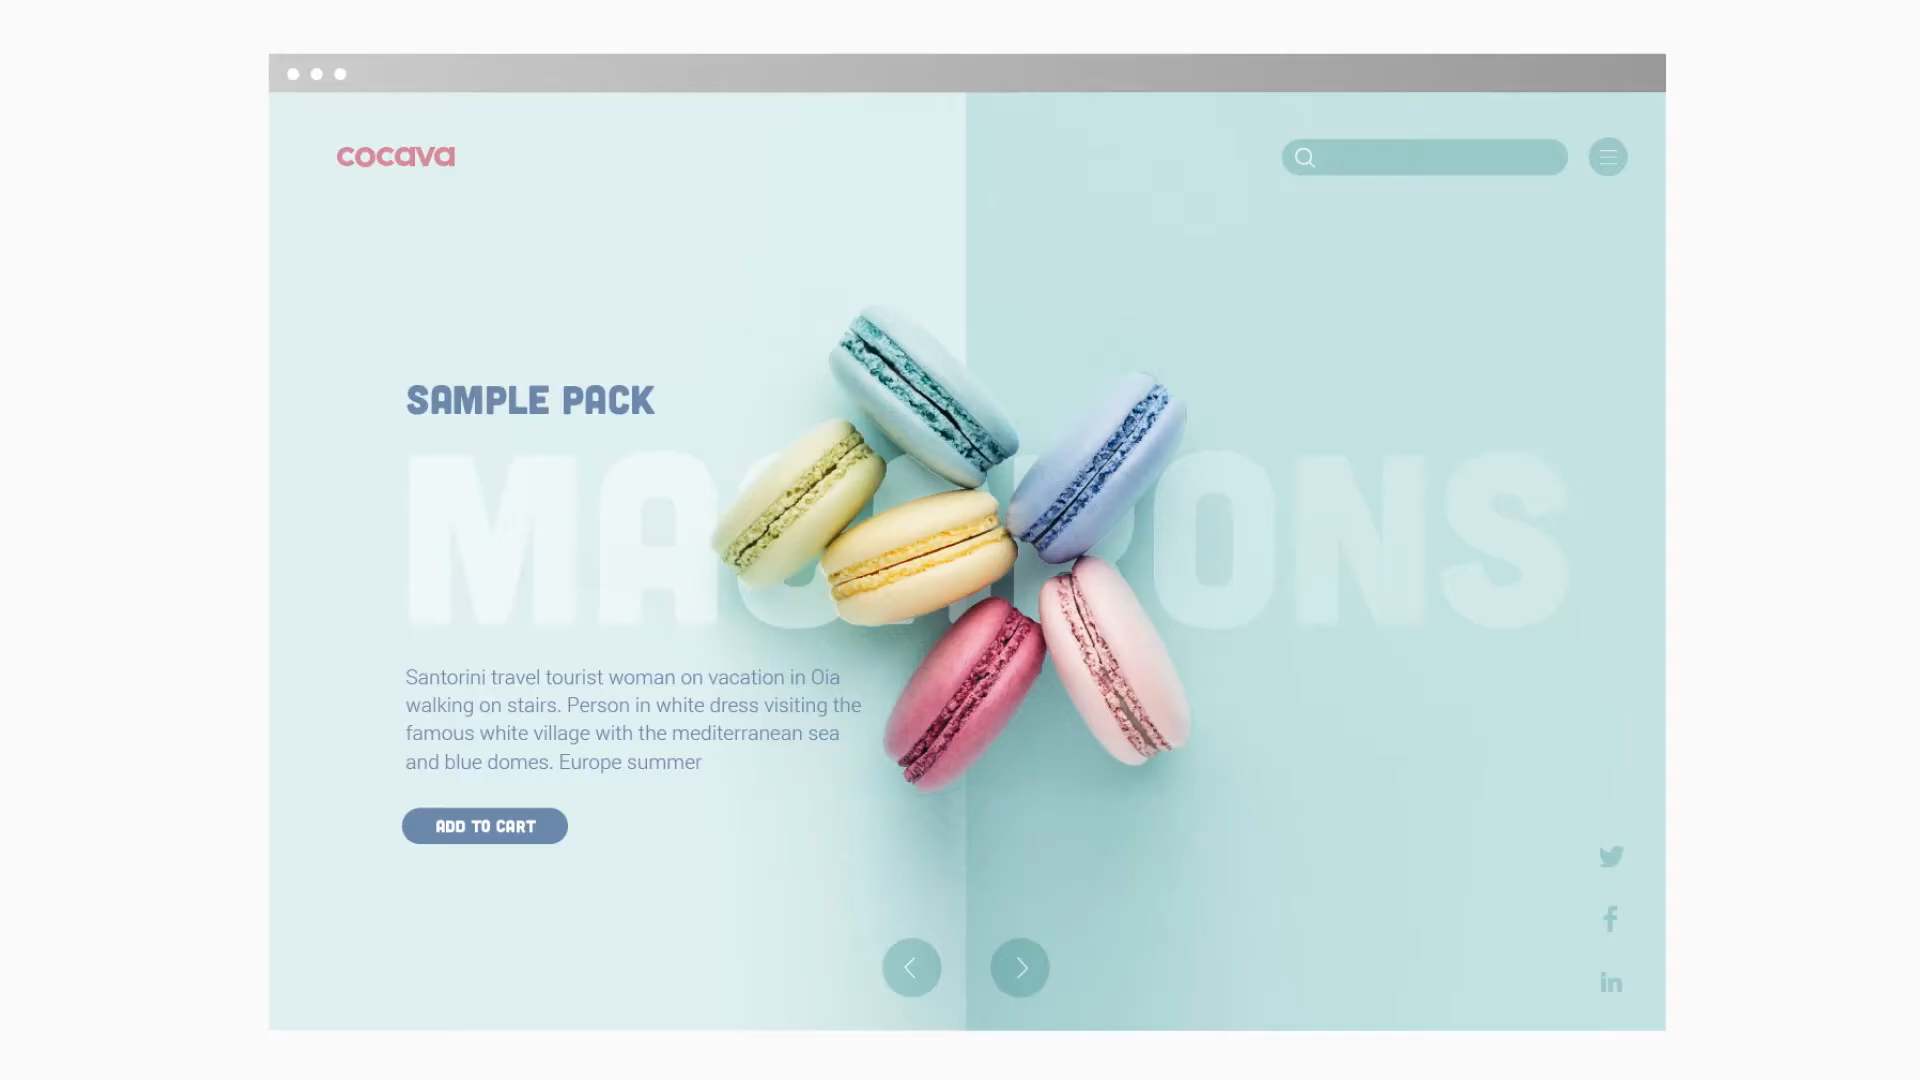 cocava
SAMPLE PACK
MACARONS
Santorini travel tourist woman on vacation in Oia
walking on stairs. Person in white dress visiting the
famous white village with the mediterranean sea
and blue domes. Europe summer
ADD TO CART